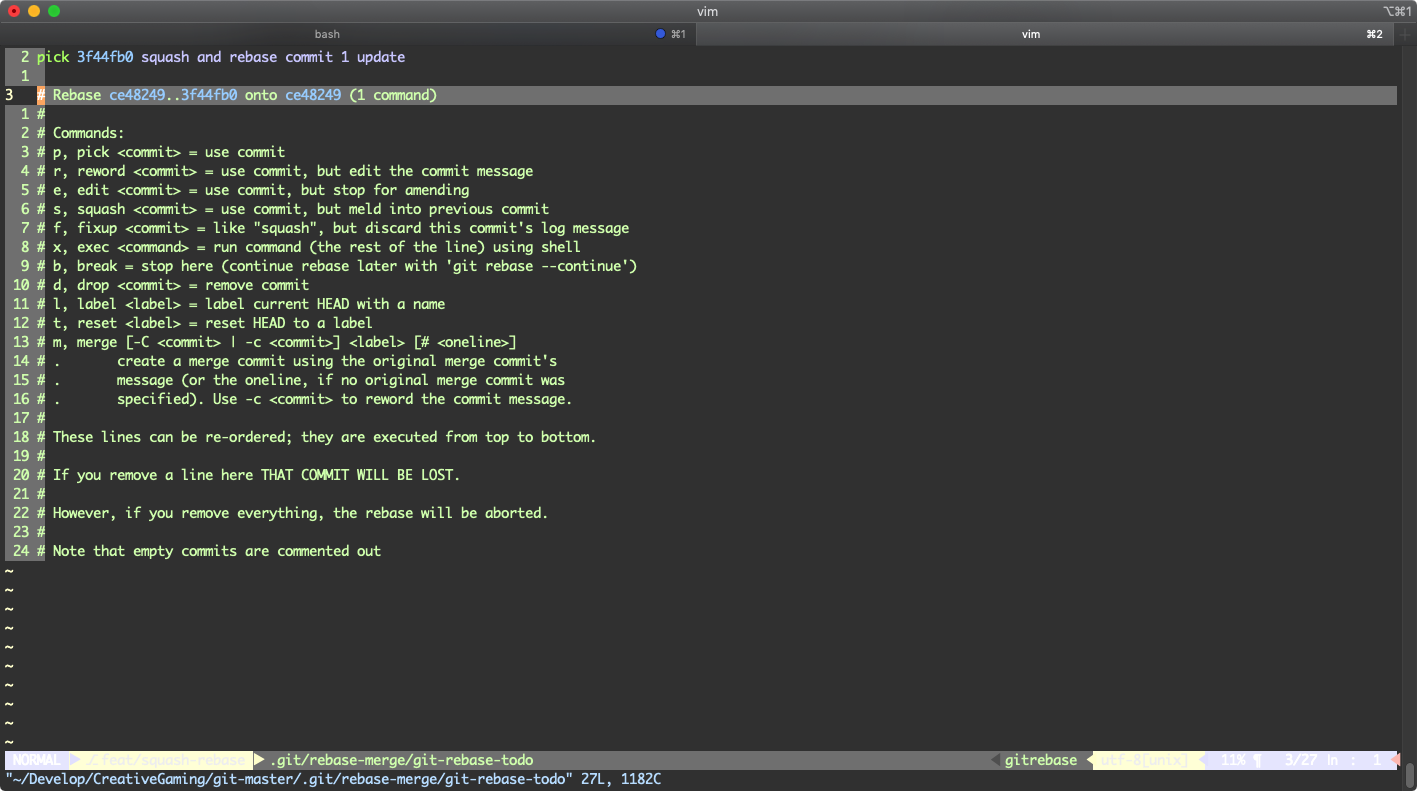 vim
⌥⌘1
bash
⌘1
vim
⌘2
+
2 pick 3f44fb0 squash and rebase commit 1 update
1
3 # Rebase ce48249..3f44fb0 onto ce48249 (1 command)
1 #
2 # Commands:
3 # p, pick <commit> = use commit
4 # r, reword <commit> = use commit, but edit the commit message
5 # e, edit <commit> = use commit, but stop for amending
6 # s, squash <commit> = use commit, but meld into previous commit
7 # f, fixup <commit> = like "squash", but discard this commit's log message
8 # x, exec <command> = run command (the rest of the line) using shell
9 # b, break = stop here (continue rebase later with 'git rebase --continue')
10 # d, drop <commit> = remove commit
11 # l, label <label> = label current HEAD with a name
12 # t, reset <label> = reset HEAD to a label
13 # m, merge [-C <commit> | -c <commit>] <label> [# <oneline>]
14 # .       create a merge commit using the original merge commit's
15 # .       message (or the oneline, if no original merge commit was
16 # .       specified). Use -c <commit> to reword the commit message.
17 #
18 # These lines can be re-ordered; they are executed from top to bottom.
19 #
20 # If you remove a line here THAT COMMIT WILL BE LOST.
21 #
22 # However, if you remove everything, the rebase will be aborted.
23 #
24 # Note that empty commits are commented out
~
~
~
~
~
~
~
~
~
~
NORMAL feat/squash-rebase .git/rebase-merge/git-rebase-todo gitrebase utf-8[unix] 11% ¶ 3/27 ln : 1
"~/Develop/CreativeGaming/git-master/.git/rebase-merge/git-rebase-todo" 27L, 1182C